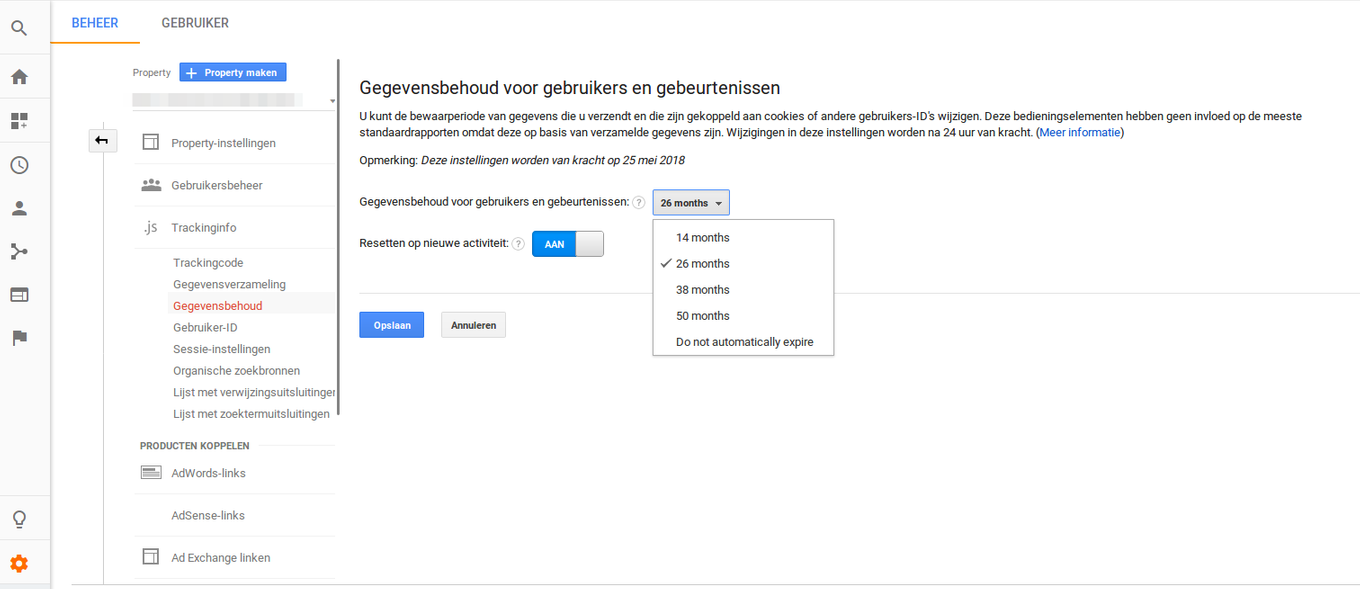 BEHEER GEBRUIKER
Property + Property maken
Property-instellingen
Gebruikersbeheer
.js Trackinginfo
Trackingcode
Gegevensverzameling
Gegevensbehoud
Gebruiker-ID
Sessie-instellingen
Organische zoekbronnen
Lijst met verwijzingsuitsluitingen
Lijst met zoektermuitsluitingen
PRODUCTEN KOPPELEN
AdWords-links
AdSense-links
Ad Exchange linken
Gegevensbehoud voor gebruikers en gebeurtenissen
U kunt de bewaarperiode van gegevens die u verzendt en die zijn gekoppeld aan cookies of andere gebruikers-ID's wijzigen. Deze bedieningselementen hebben geen invloed op de meeste
standaardrapporten omdat deze op basis van verzamelde gegevens zijn. Wijzigingen in deze instellingen worden na 24 uur van kracht. (Meer informatie)
Opmerking: Deze instellingen worden van kracht op 25 mei 2018
Gegevensbehoud voor gebruikers en gebeurtenissen: ? 26 months
14 months
26 months
38 months
50 months
Do not automatically expire
Resetten op nieuwe activiteit: ? AAN
Opslaan Annuleren